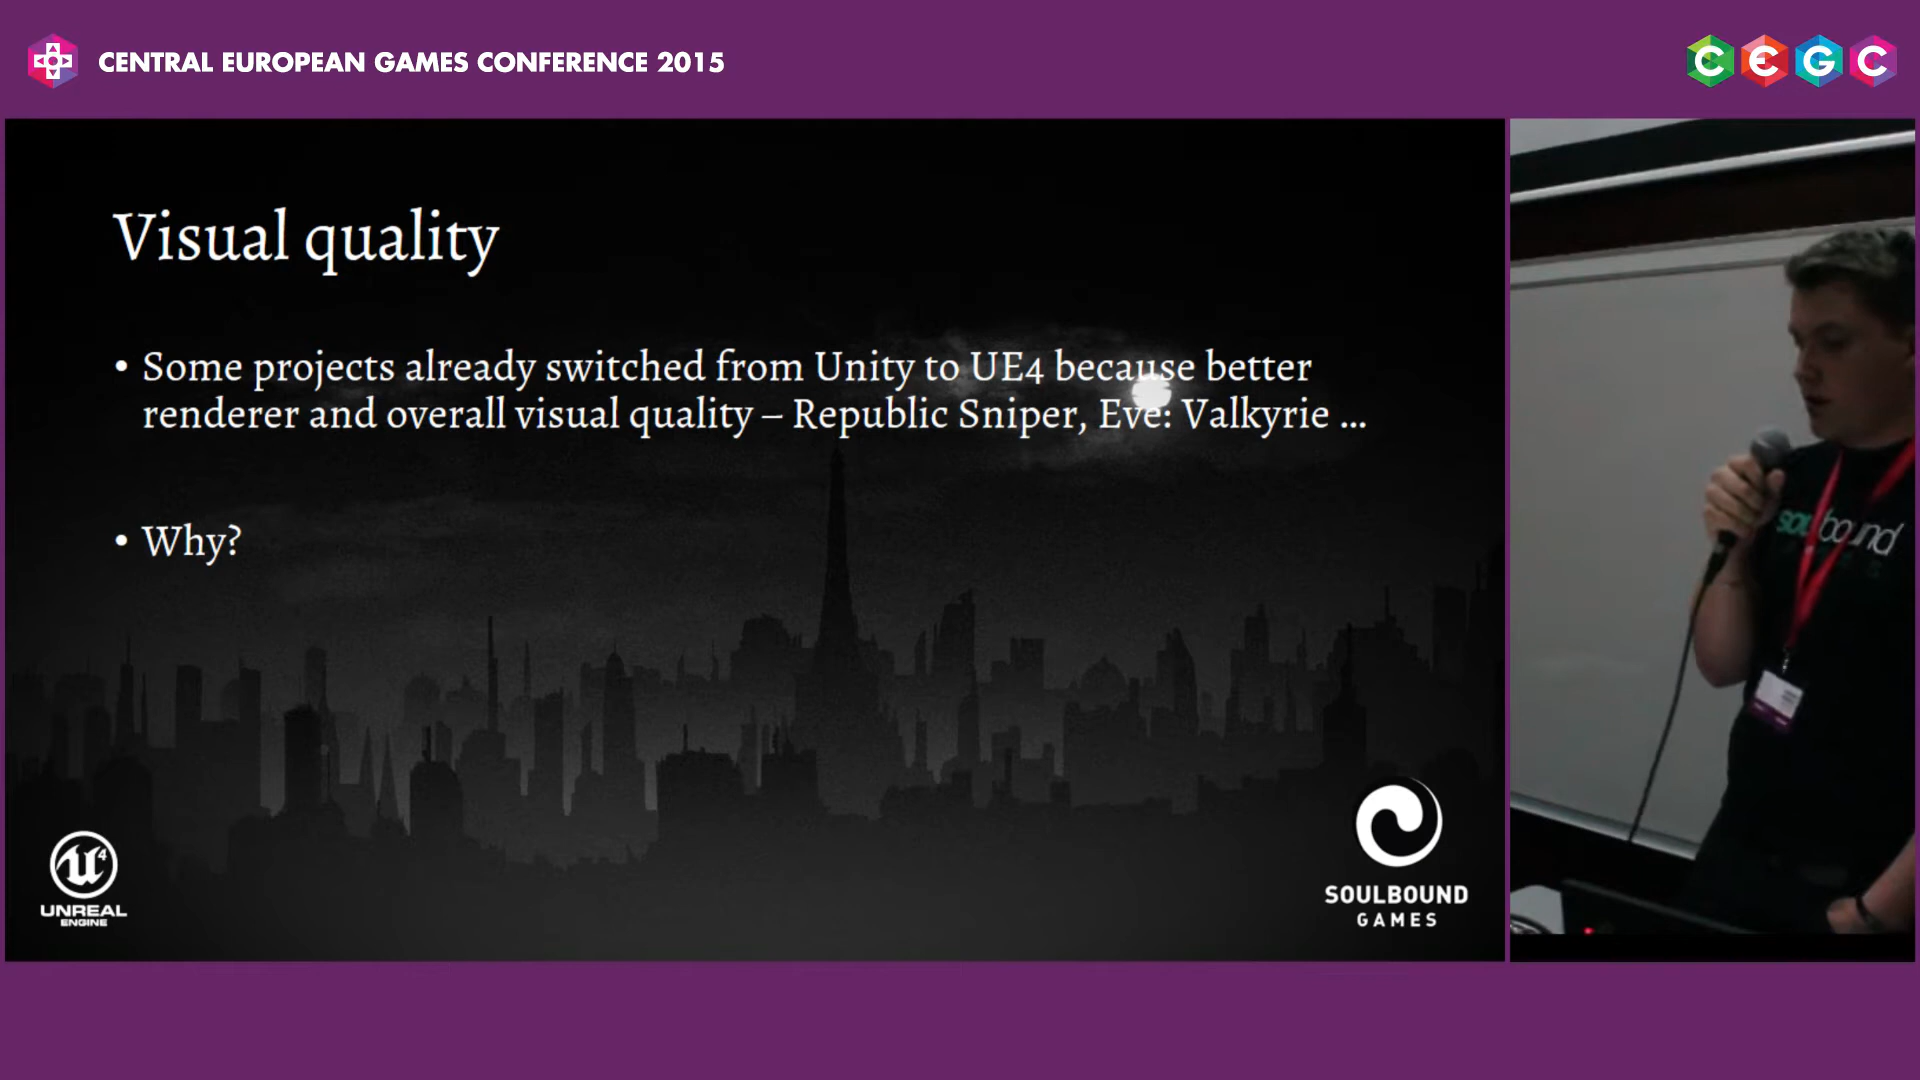 CENTRAL EUROPEAN GAMES CONFERENCE 2015
C E G C
Visual quality
• Some projects already switched from Unity to UE4 because better
renderer and overall visual quality – Republic Sniper, Eve: Valkyrie ...
• Why?
soulbound
4
UNREAL
ENGINE
SOULBOUND
GAMES